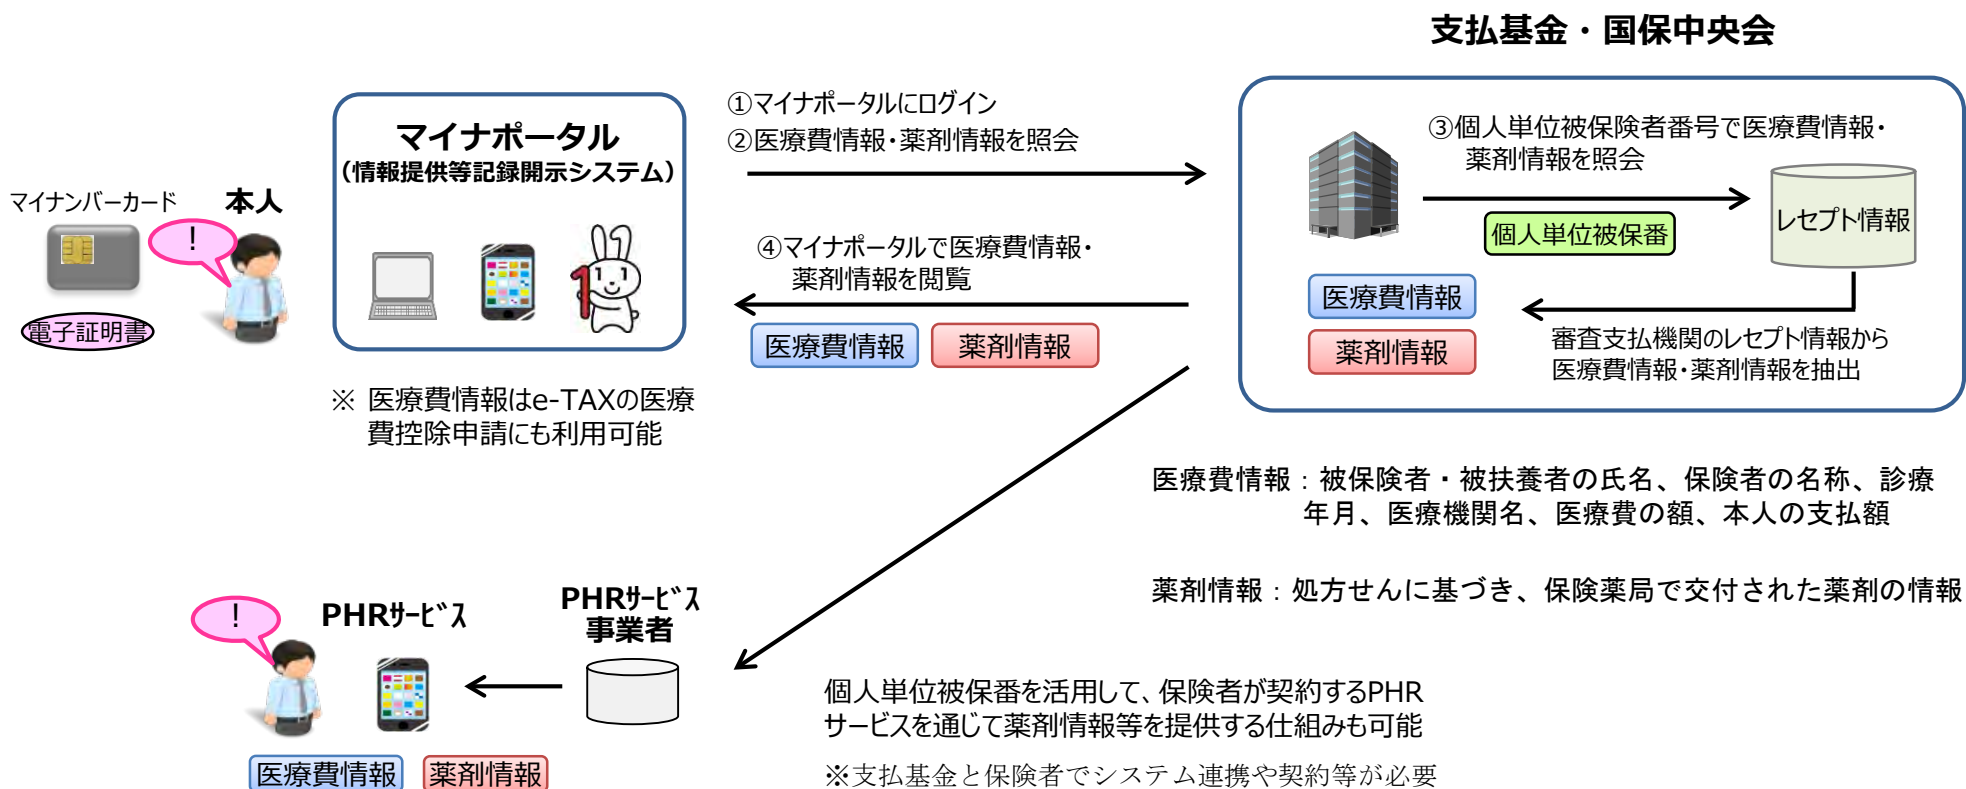 支払基金・国保中央会
マイナンバーカード
本人
!
電子証明書
マイナポータル
（情報提供等記録開示システム）
1
※ 医療費情報はe-TAXの医療
費控除申請にも利用可能
①マイナポータルにログイン
②医療費情報・薬剤情報を照会
④マイナポータルで医療費情報・
薬剤情報を閲覧
医療費情報
薬剤情報
③個人単位被保険者番号で医療費情報・
薬剤情報を照会
個人単位被保番
レセプト情報
医療費情報
薬剤情報
審査支払機関のレセプト情報から
医療費情報・薬剤情報を抽出
医療費情報：被保険者・被扶養者の氏名、保険者の名称、診療
年月、医療機関名、医療費の額、本人の支払額
薬剤情報：処方せんに基づき、保険薬局で交付された薬剤の情報
!
PHRｻｰﾋﾞｽ
PHRｻｰﾋﾞｽ
事業者
医療費情報
薬剤情報
個人単位被保番を活用して、保険者が契約するPHR
サービスを通じて薬剤情報等を提供する仕組みも可能
※支払基金と保険者でシステム連携や契約等が必要